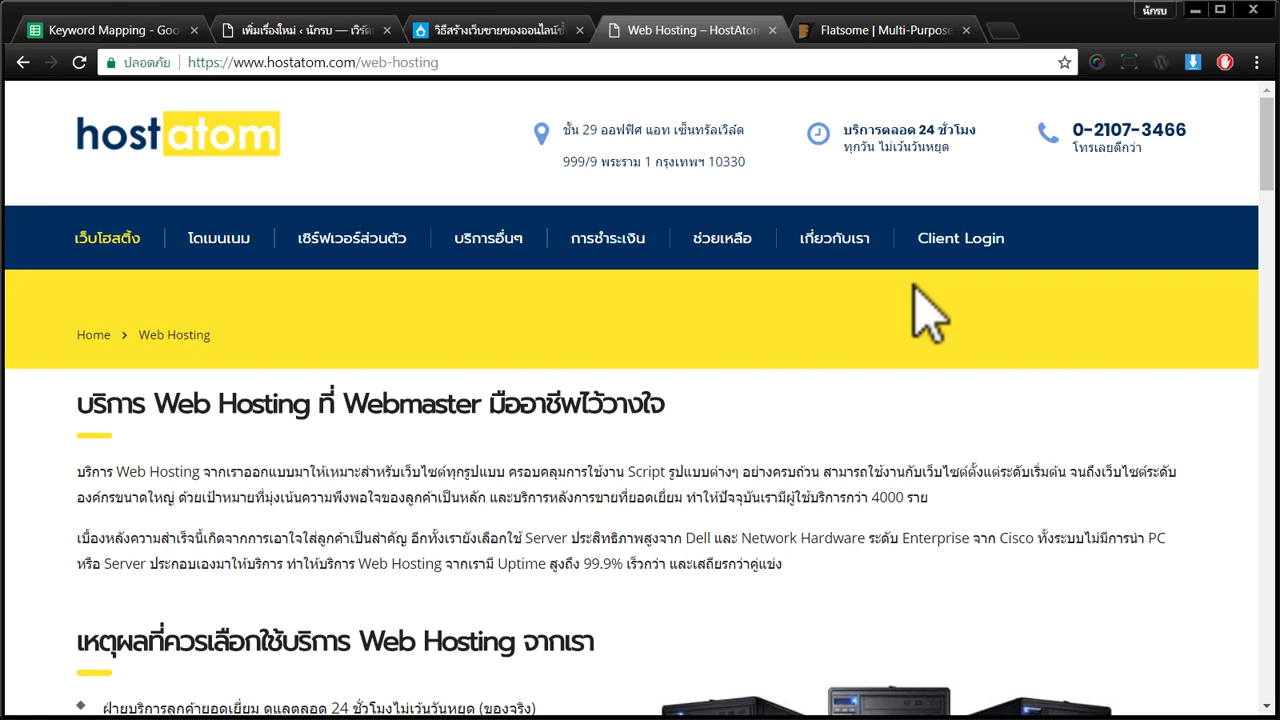 นักรบ
Keyword Mapping - Goo
เพิ่มเรื่องใหม่ ‹ นักรบ — เวิร์ด
วิธีสร้างเว็บขายของออนไลน์ขั้
Web Hosting – HostAtom
Flatsome | Multi-Purpose
ปลอดภัย
https://www.hostatom.com/web-hosting
hostatom
ชั้น 29 ออฟฟิศ แอท เซ็นทรัลเวิล์ด
999/9 พระราม 1 กรุงเทพฯ 10330
บริการตลอด 24 ชั่วโมง
ทุกวัน ไม่เว้นวันหยุด
0-2107-3466
โทรเลยดีกว่า
เว็บโฮสติ้ง
โดเมนเนม
เซิร์ฟเวอร์ส่วนตัว
บริการอื่นๆ
การชำระเงิน
ช่วยเหลือ
เกี่ยวกับเรา
Client Login
Home > Web Hosting
บริการ Web Hosting ที่ Webmaster มืออาชีพไว้วางใจ
บริการ Web Hosting จากเราออกแบบมาให้เหมาะสำหรับเว็บไซต์ทุกรูปแบบ ครอบคลุมการใช้งาน Script รูปแบบต่างๆ อย่างครบถ้วน สามารถใช้งานกับเว็บไซต์ตั้งแต่ระดับเริ่มต้น จนถึงเว็บไซต์ระดับ
องค์กรขนาดใหญ่ ด้วยเป้าหมายที่มุ่งเน้นความพึงพอใจของลูกค้าเป็นหลัก และบริการหลังการขายที่ยอดเยี่ยม ทำให้ปัจจุบันเรามีผู้ใช้บริการกว่า 4000 ราย
เบื้องหลังความสำเร็จนี้เกิดจากการเอาใจใส่ลูกค้าเป็นสำคัญ อีกทั้งเรายังเลือกใช้ Server ประสิทธิภาพสูงจาก Dell และ Network Hardware ระดับ Enterprise จาก Cisco ทั้งระบบไม่มีการนำ PC
หรือ Server ประกอบเองมาให้บริการ ทำให้บริการ Web Hosting จากเรามี Uptime สูงถึง 99.9% เร็วกว่า และเสถียรกว่าคู่แข่ง
เหตุผลที่ควรเลือกใช้บริการ Web Hosting จากเรา
ฝ่ายบริการลูกค้ายอดเยี่ยม ดูแลตลอด 24 ชั่วโมงไม่เว้นวันหยุด (ของจริง)